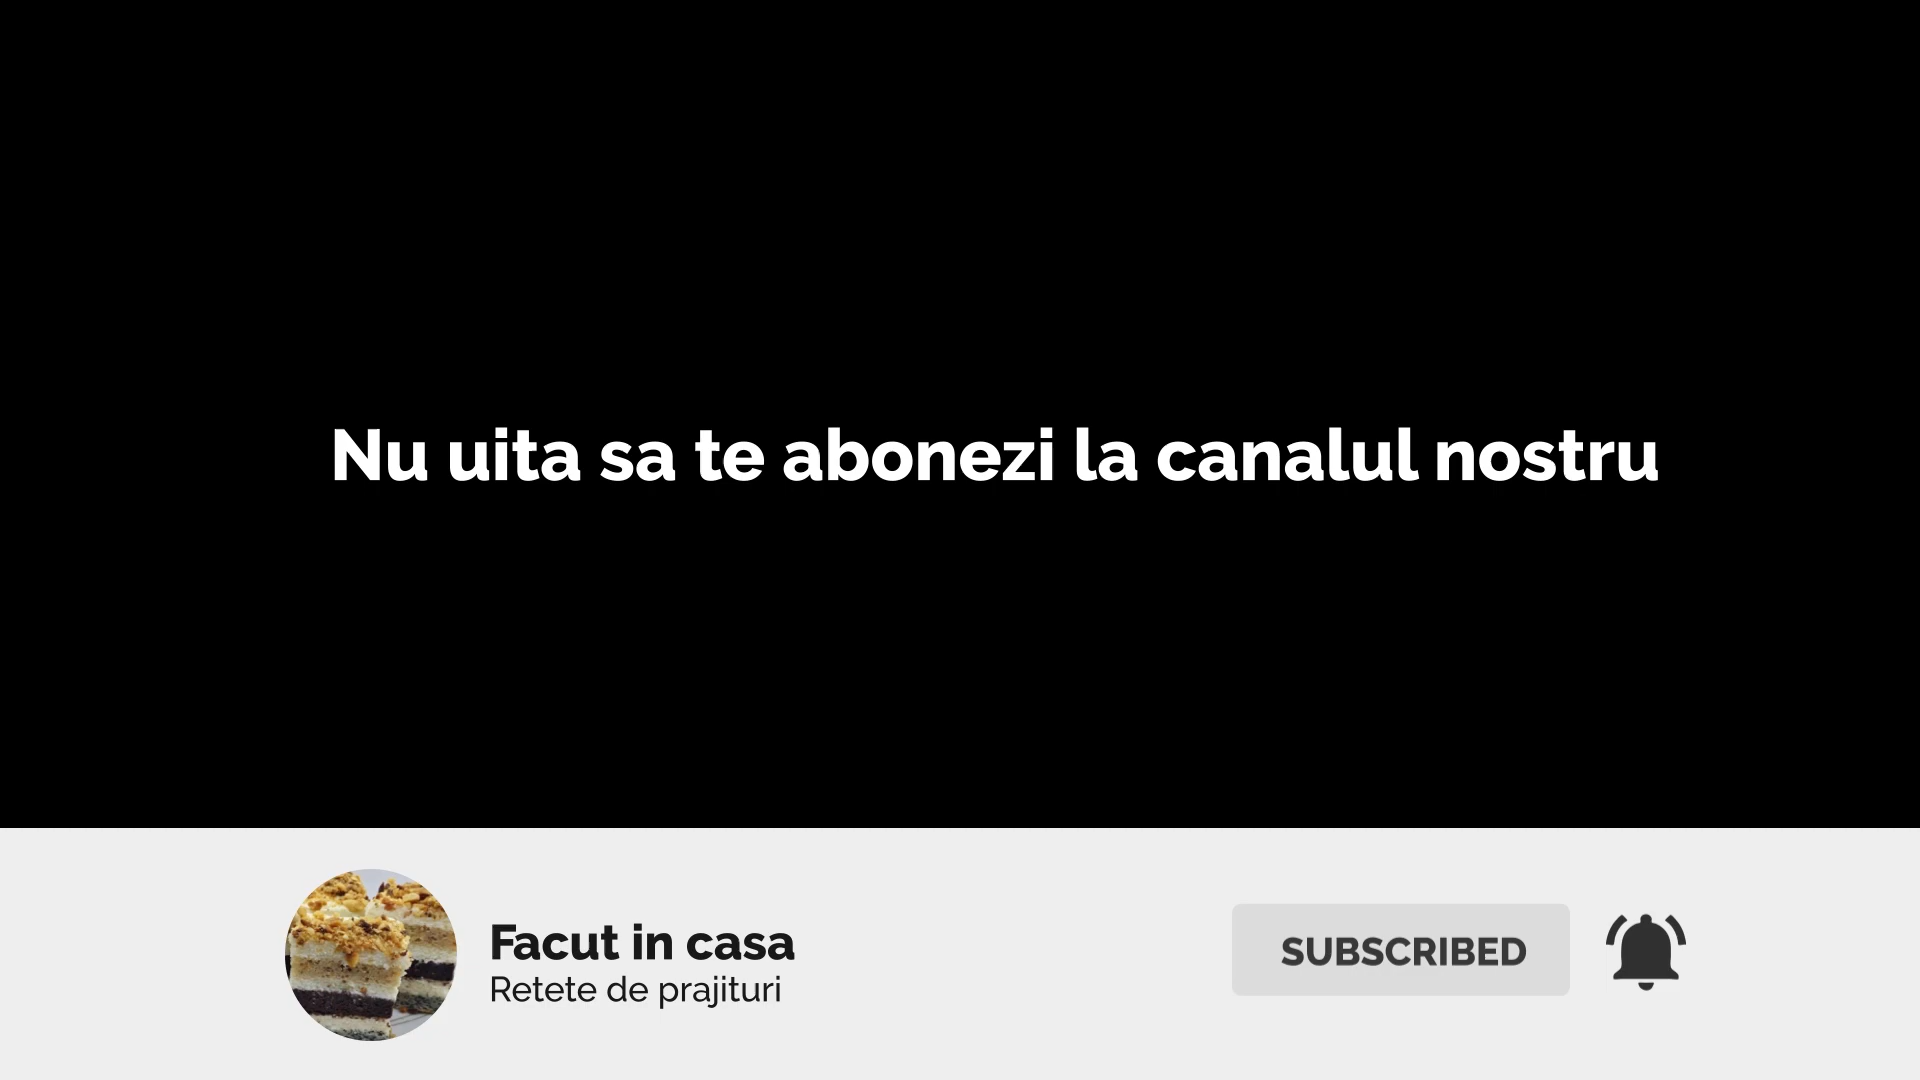 Nu uita sa te abonezi la canalul nostru
Facut in casa
Retete de prajituri
SUBSCRIBED